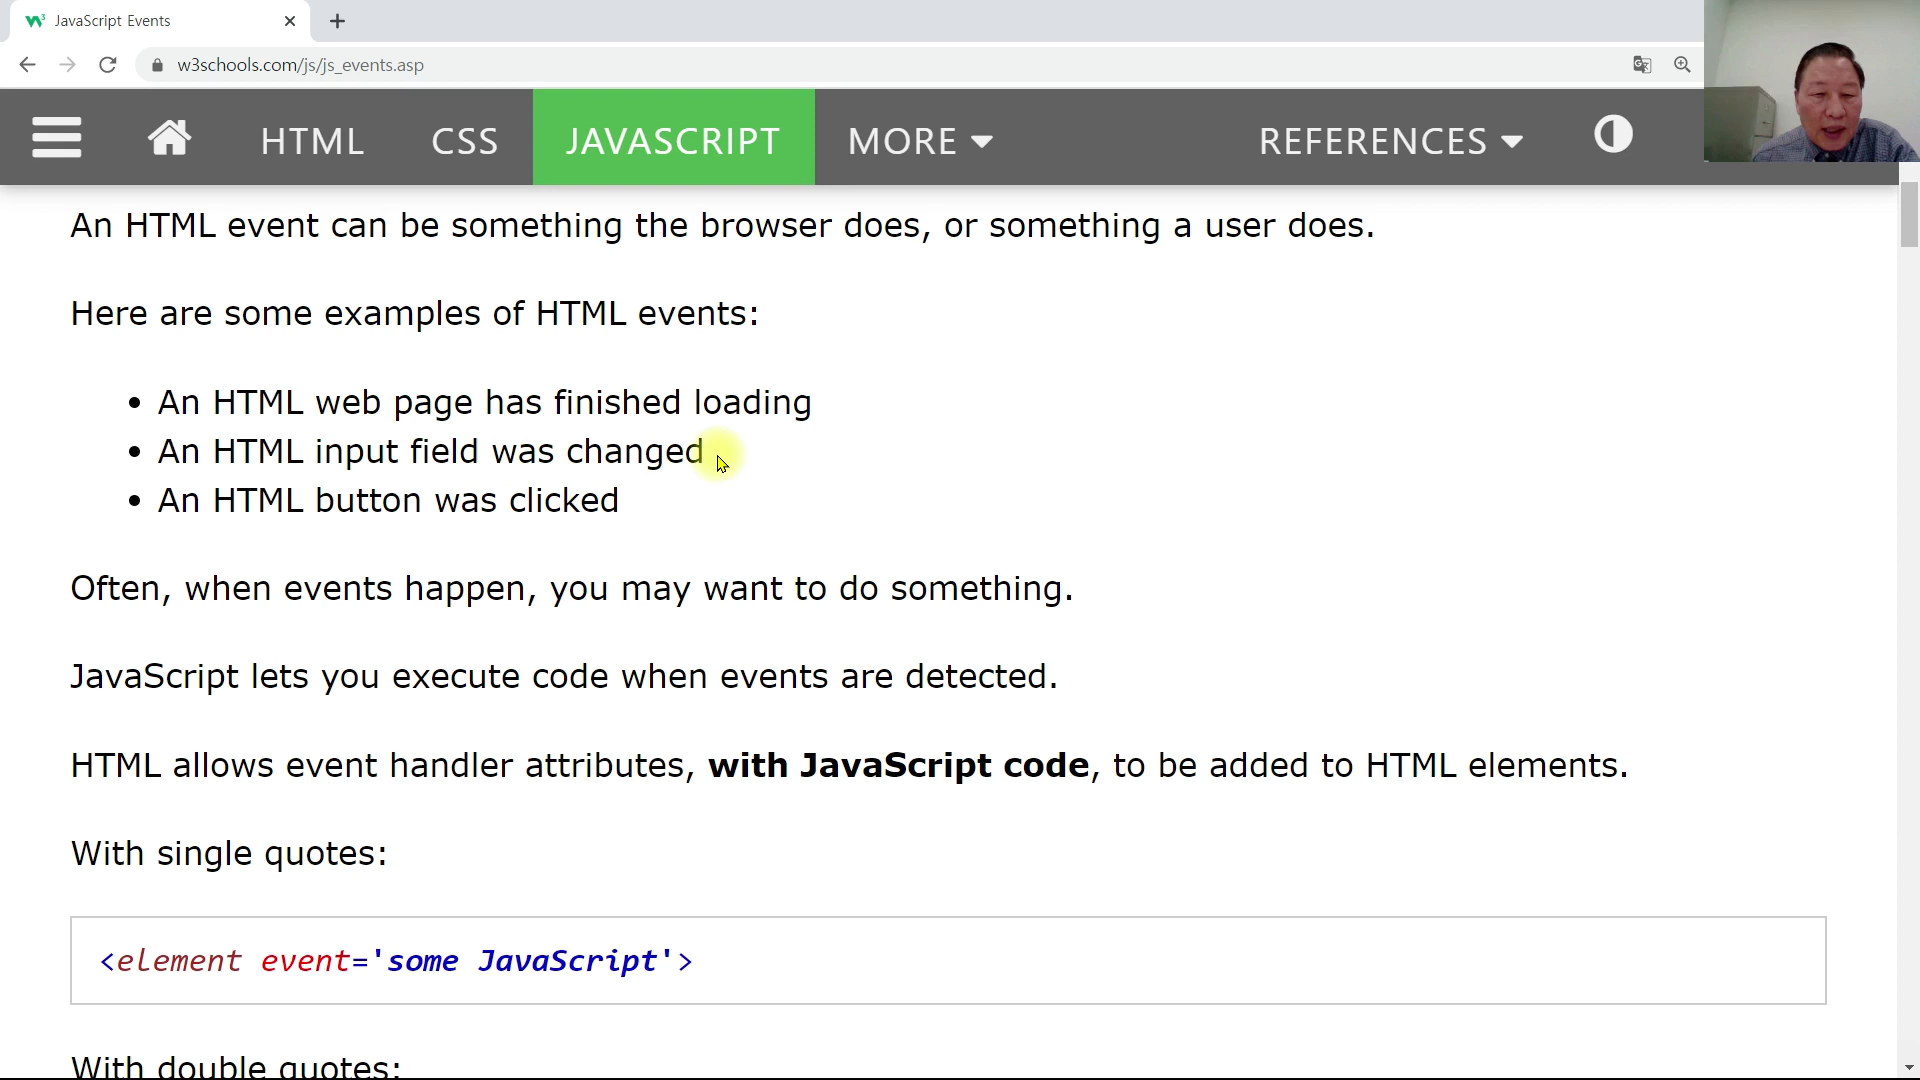 JavaScript Events
w3schools.com/js/js_events.asp
HTML CSS JAVASCRIPT MORE REFERENCES
An HTML event can be something the browser does, or something a user does.
Here are some examples of HTML events:
• An HTML web page has finished loading
• An HTML input field was changed
• An HTML button was clicked
Often, when events happen, you may want to do something.
JavaScript lets you execute code when events are detected.
HTML allows event handler attributes, with JavaScript code, to be added to HTML elements.
With single quotes:
<element event='some JavaScript'>
With double quotes: